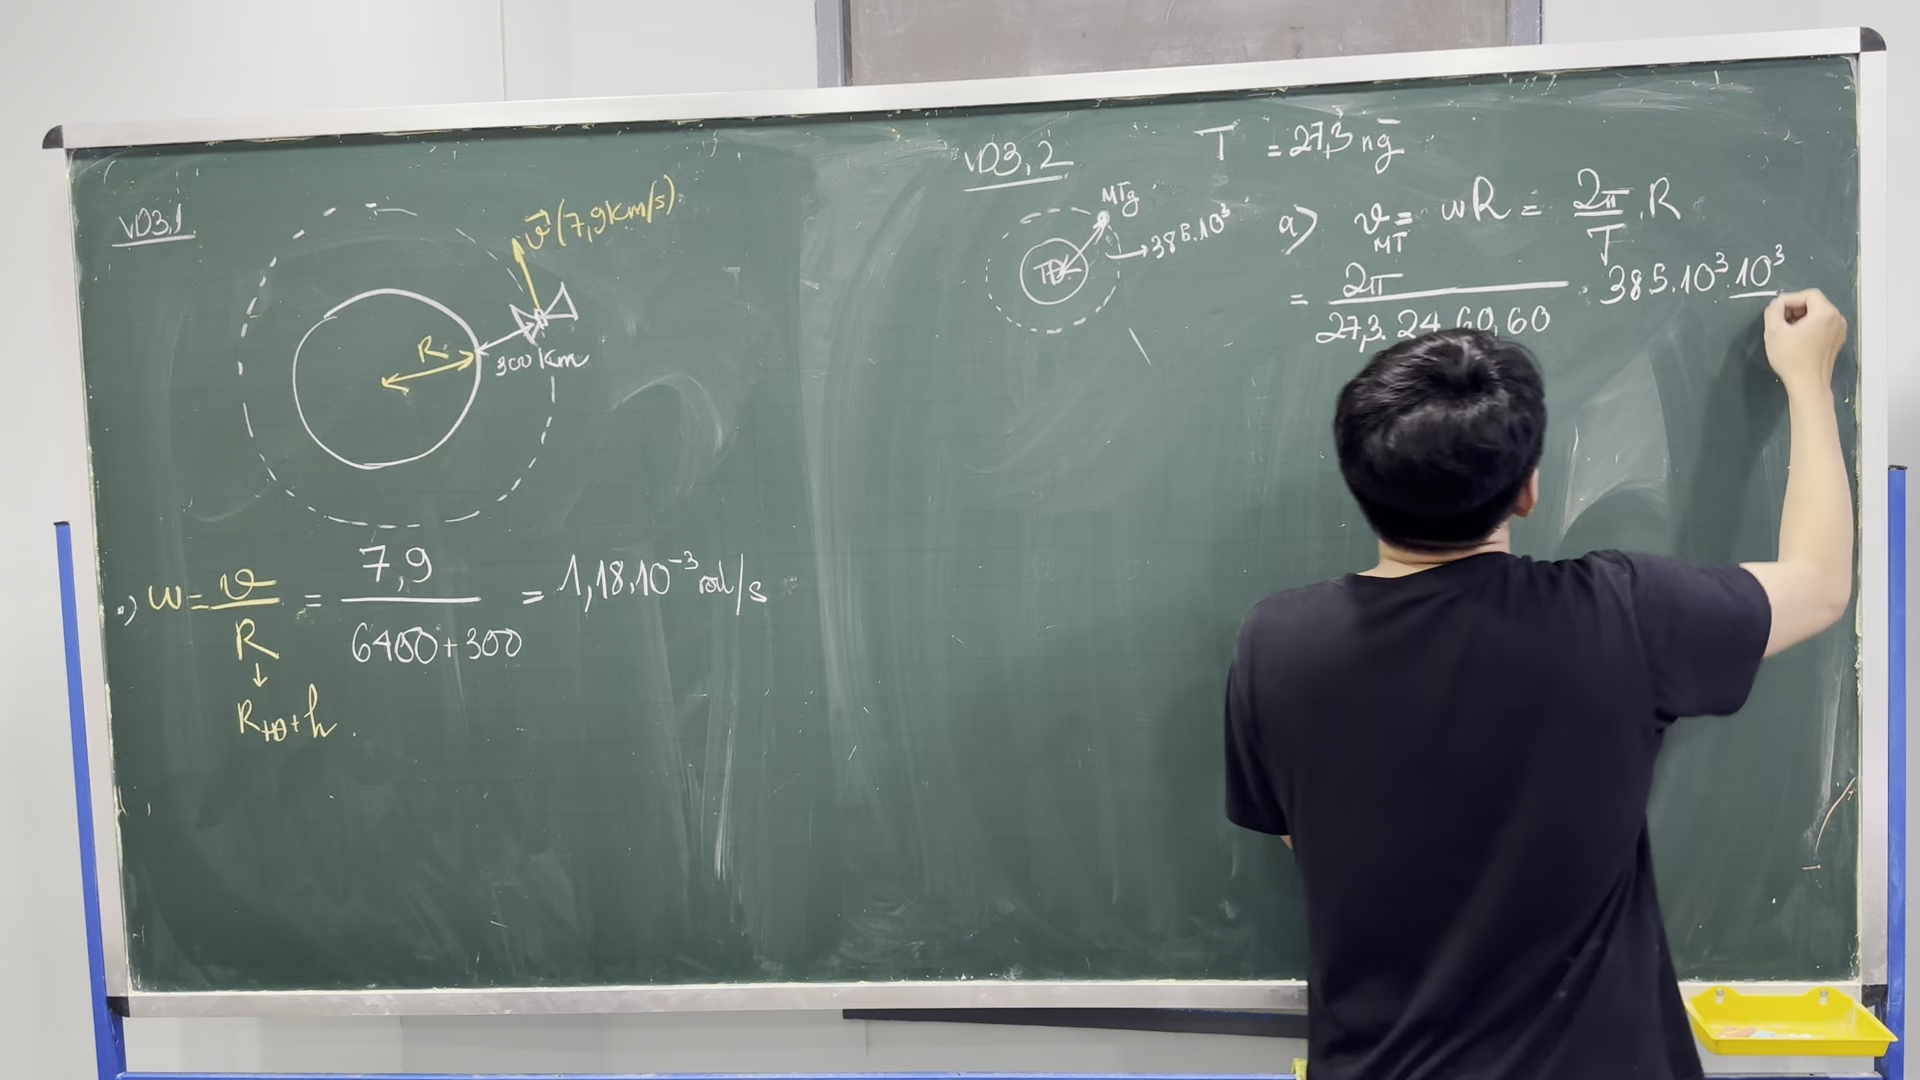 VD3.1
v⃗ (7,9km/s)
R
300 km
ω = v/R = 7,9/(6400+300) = 1,18.10⁻³ rad/s
↓
R_TĐ + h
VD3.2
T = 27,3 ng
MTg
TĐ
→385.10³
a) v_MT = ωR = 2π/T . R
= 2π/(27,3.24.60.60) . 385.10³.10³